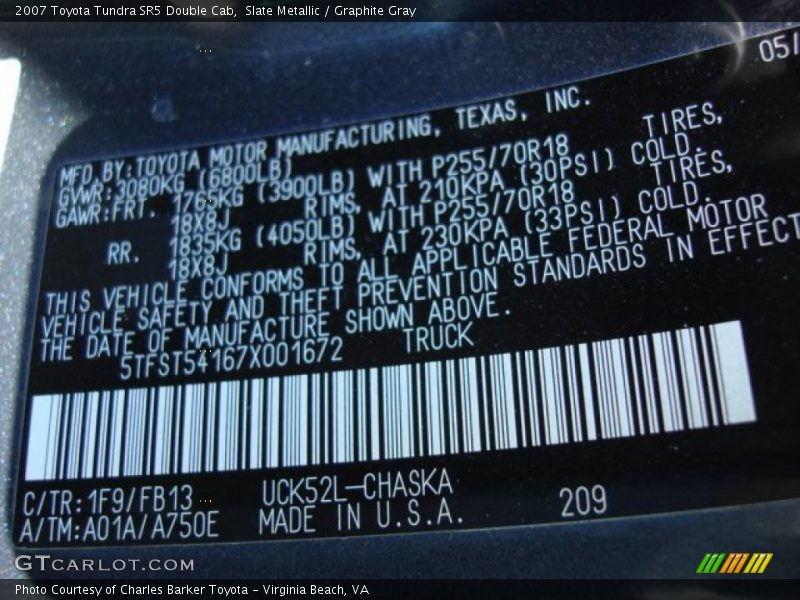 2007 Toyota Tundra SR5 Double Cab, Slate Metallic / Graphite Gray
05/
MFD. BY: TOYOTA MOTOR MANUFACTURING, TEXAS, INC.
GVWR: 3080KG (6800LB)
GAWR: FRT. 1765KG (3900LB) WITH P255/70R18 TIRES,
18X8J RIMS, AT 210KPA (30PSI) COLD.
RR. 1835KG (4050LB) WITH P255/70R18 TIRES,
18X8J RIMS, AT 230KPA (33PSI) COLD.
THIS VEHICLE CONFORMS TO ALL APPLICABLE FEDERAL MOTOR
VEHICLE SAFETY AND THEFT PREVENTION STANDARDS IN EFFECT
THE DATE OF MANUFACTURE SHOWN ABOVE.
5TFST54167X001672 TRUCK
C/TR: 1F9/FB13 UCK52L-CHASKA
A/TM: A01A/A750E MADE IN U.S.A. 209
GTCARLOT.COM
Photo Courtesy of Charles Barker Toyota - Virginia Beach, VA